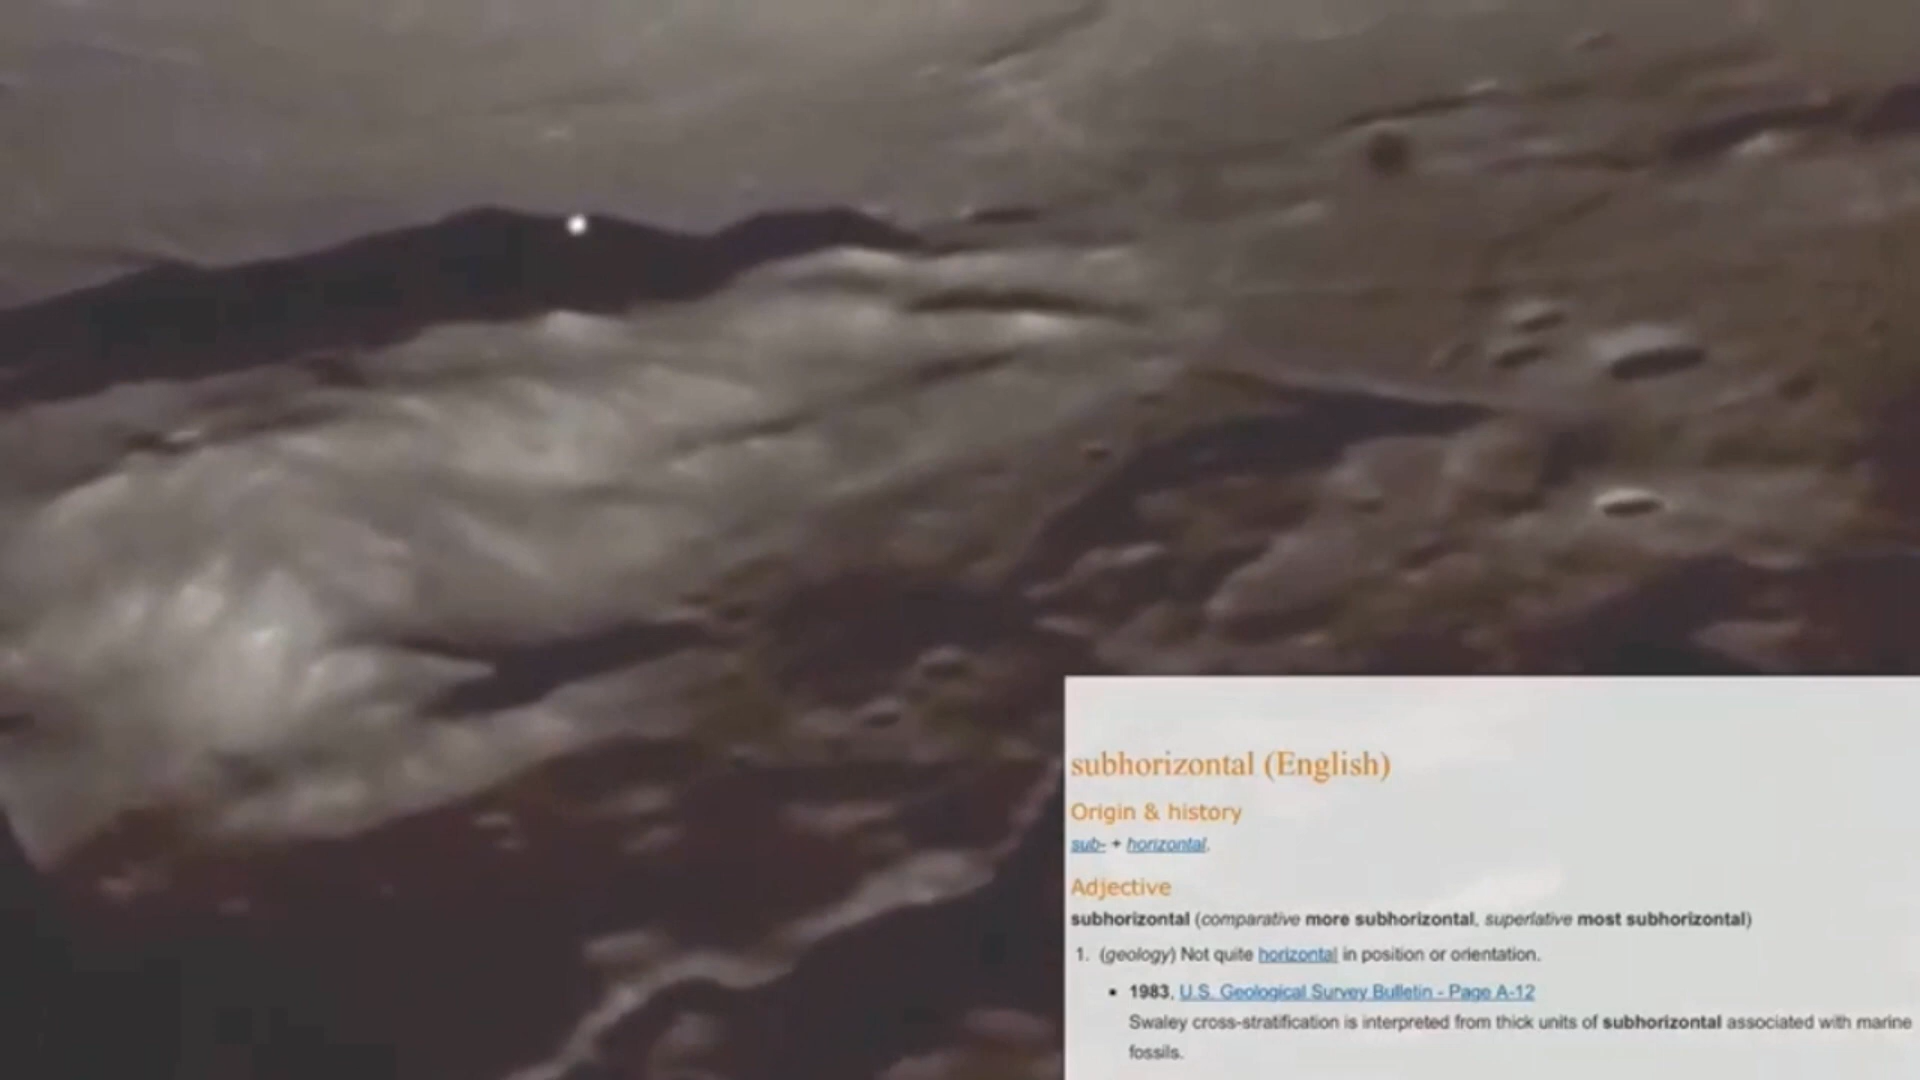 subhorizontal (English)
Origin & history
sub- + horizontal.
Adjective
subhorizontal (comparative more subhorizontal, superlative most subhorizontal)
1. (geology) Not quite horizontal in position or orientation.
• 1983, U.S. Geological Survey Bulletin - Page A-12
Swaley cross-stratification is interpreted from thick units of subhorizontal associated with marine
fossils.